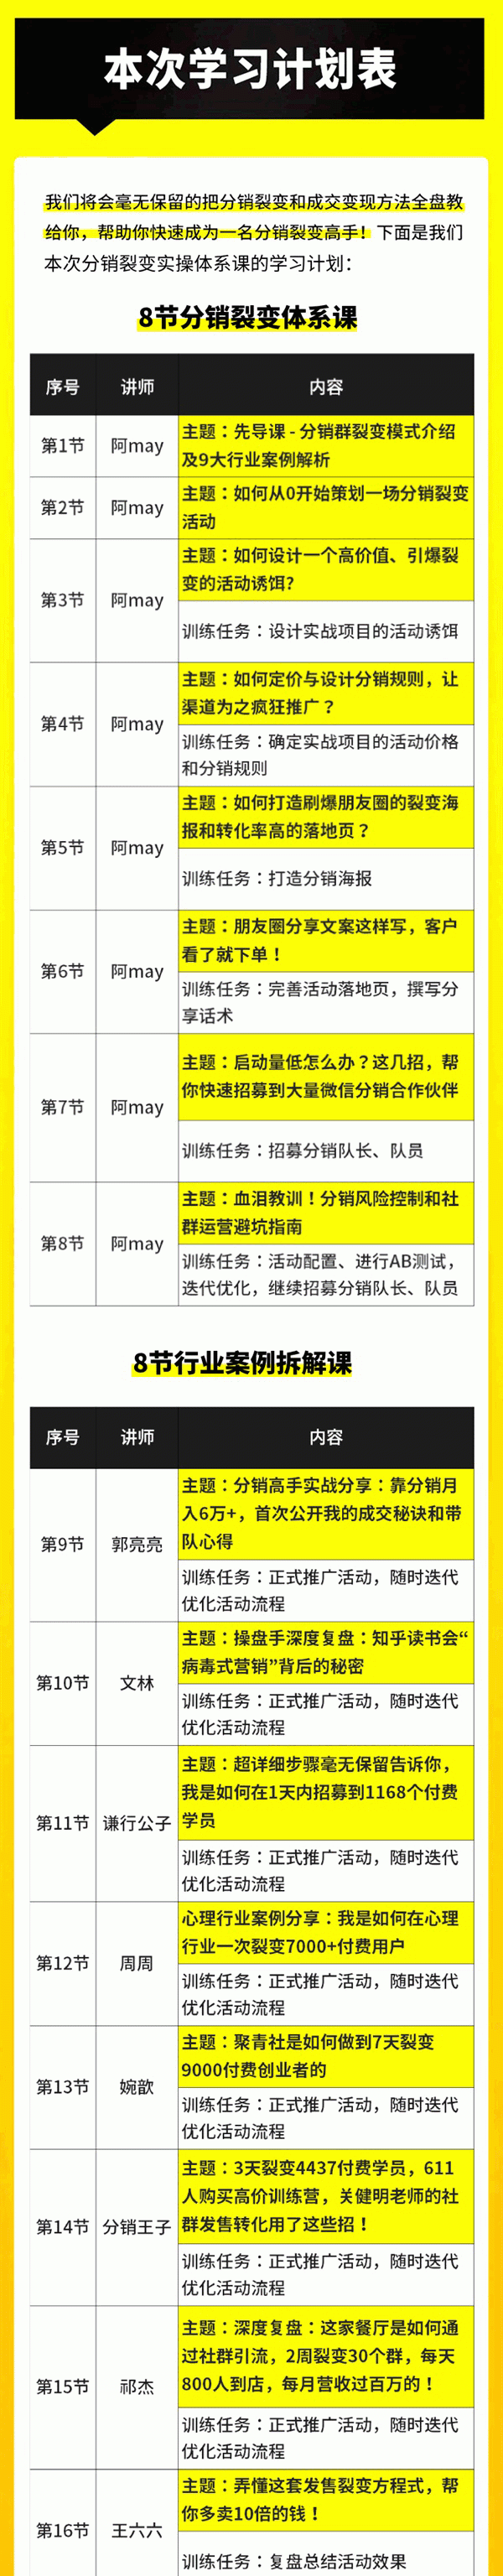 本次学习计划表
我们将会毫无保留的把分销裂变和成交变现方法全盘教
给你，帮助你快速成为一名分销裂变高手！下面是我们
本次分销裂变实操体系课的学习计划：
8节分销裂变体系课
序号 讲师 内容
第1节 阿may 主题：先导课 - 分销群裂变模式介绍
及9大行业案例解析
第2节 阿may 主题：如何从0开始策划一场分销裂变
活动
第3节 阿may 主题：如何设计一个高价值、引爆裂
变的活动诱饵?
训练任务：设计实战项目的活动诱饵
第4节 阿may 主题：如何定价与设计分销规则，让
渠道为之疯狂推广？
训练任务：确定实战项目的活动价格
和分销规则
第5节 阿may 主题：如何打造刷爆朋友圈的裂变海
报和转化率高的落地页？
训练任务：打造分销海报
第6节 阿may 主题：朋友圈分享文案这样写，客户
看了就下单！
训练任务：完善活动落地页，撰写分
享话术
第7节 阿may 主题：启动量低怎么办？这几招，帮
你快速招募到大量微信分销合作伙伴
训练任务：招募分销队长、队员
第8节 阿may 主题：血泪教训！分销风险控制和社
群运营避坑指南
训练任务：活动配置、进行AB测试，
迭代优化，继续招募分销队长、队员
8节行业案例拆解课
序号 讲师 内容
第9节 郭亮亮 主题：分销高手实战分享：靠分销月
入6万+，首次公开我的成交秘诀和带
队心得
训练任务：正式推广活动，随时迭代
优化活动流程
第10节 文林 主题：操盘手深度复盘：知乎读书会“
病毒式营销”背后的秘密
训练任务：正式推广活动，随时迭代
优化活动流程
第11节 谦行公子 主题：超详细步骤毫无保留告诉你，
我是如何在1天内招募到1168个付费
学员
训练任务：正式推广活动，随时迭代
优化活动流程
第12节 周周 心理行业案例分享：我是如何在心理
行业一次裂变7000+付费用户
训练任务：正式推广活动，随时迭代
优化活动流程
第13节 婉歆 主题：聚青社是如何做到7天裂变
9000付费创业者的
训练任务：正式推广活动，随时迭代
优化活动流程
第14节 分销王子 主题：3天裂变4437付费学员，611
人购买高价训练营，关健明老师的社
群发售转化用了这些招！
训练任务：正式推广活动，随时迭代
优化活动流程
第15节 祁杰 主题：深度复盘：这家餐厅是如何通
过社群引流，2周裂变30个群，每天
800人到店，每月营收过百万的！
训练任务：正式推广活动，随时迭代
优化活动流程
第16节 王六六 主题：弄懂这套发售裂变方程式，帮
你多卖10倍的钱！
训练任务：复盘总结活动效果